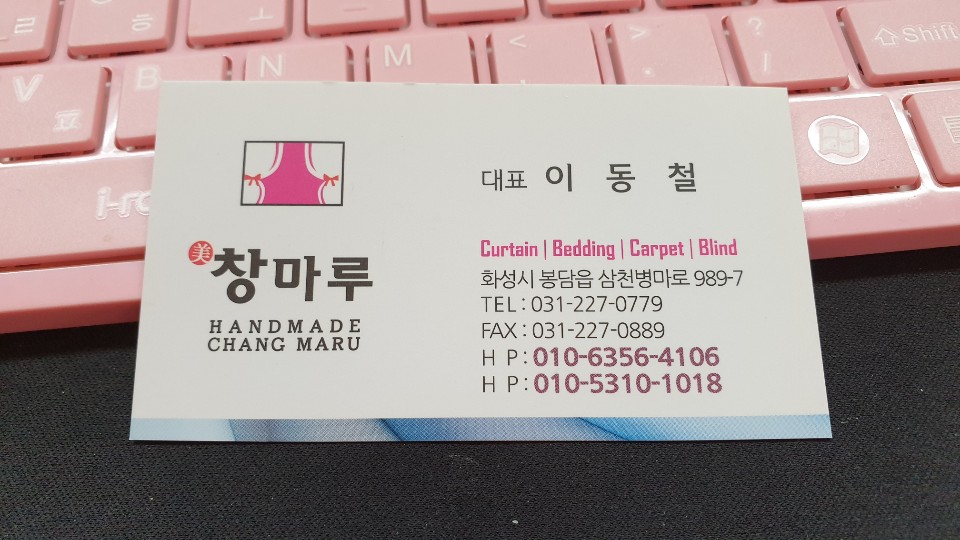 ㄹ
ㅊ
ㅗ
V
ㅍ
B
N
M
<
,
>
.
?
/
Shift
i-ro
대표 이 동 철
美 창마루
HANDMADE
CHANG MARU
Curtain | Bedding | Carpet | Blind
화성시 봉담읍 삼천병마로 989-7
TEL : 031-227-0779
FAX : 031-227-0889
H P : 010-6356-4106
H P : 010-5310-1018